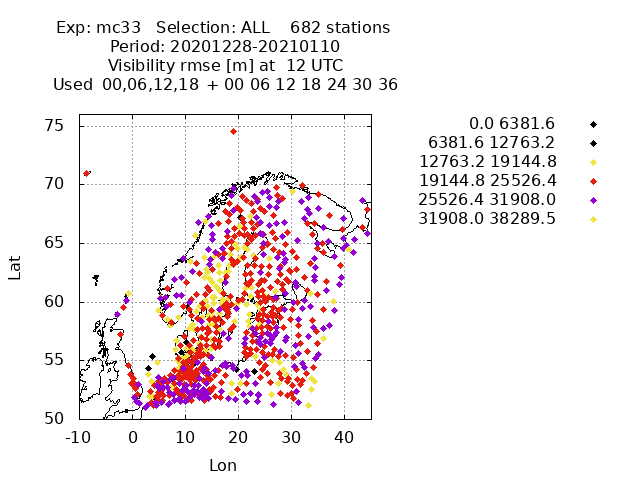 Exp: mc33 Selection: ALL 682 stations
Period: 20201228-20210110
Visibility rmse [m] at 12 UTC
Used 00,06,12,18 + 00 06 12 18 24 30 36
0.0 6381.6
6381.6 12763.2
12763.2 19144.8
19144.8 25526.4
25526.4 31908.0
31908.0 38289.5
75
70
65
60
55
50
Lat
-10 0 10 20 30 40
Lon